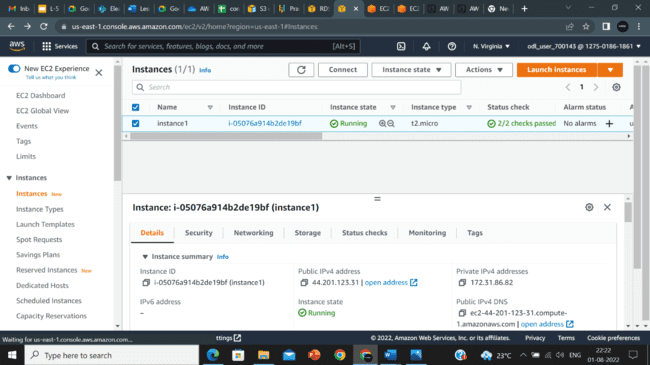 Inb
L-5
Goo
Ele
AW
Lea
Goo
AW
con
S3
Pra
RD
EC2
EC2
AW
AW
Ne
us-east-1.console.aws.amazon.com/ec2/v2/home?region=us-east-1#Instances:
aws
Services
Search for services, features, blogs, docs, and more
[Alt+S]
N. Virginia
odl_user_700143 @ 1275-0186-1861
New EC2 Experience
Tell us what you think
EC2 Dashboard
EC2 Global View
Events
Tags
Limits
Instances
Instances New
Instance Types
Launch Templates
Spot Requests
Savings Plans
Reserved Instances New
Dedicated Hosts
Scheduled Instances
Capacity Reservations
Instances (1/1) Info
Connect
Instance state
Actions
Launch instances
Search
1
Name
Instance ID
Instance state
Instance type
Status check
Alarm status
A
instance1
i-05076a914b2de19bf
Running
t2.micro
2/2 checks passed
No alarms
+
u
Instance: i-05076a914b2de19bf (instance1)
Details
Security
Networking
Storage
Status checks
Monitoring
Tags
Instance summary Info
Instance ID
i-05076a914b2de19bf (instance1)
Public IPv4 address
44.201.123.31 | open address
Private IPv4 addresses
172.31.86.82
IPv6 address
–
Instance state
Running
Public IPv4 DNS
ec2-44-201-123-31.compute-
1.amazonaws.com | open address
Waiting for us-east-1.console.aws.amazon.com...
ttings
© 2022, Amazon Web Services, Inc. or its affiliates.
Privacy
Terms
Cookie preferences
Type here to search
23°C
ENG
22:22
01-08-2022